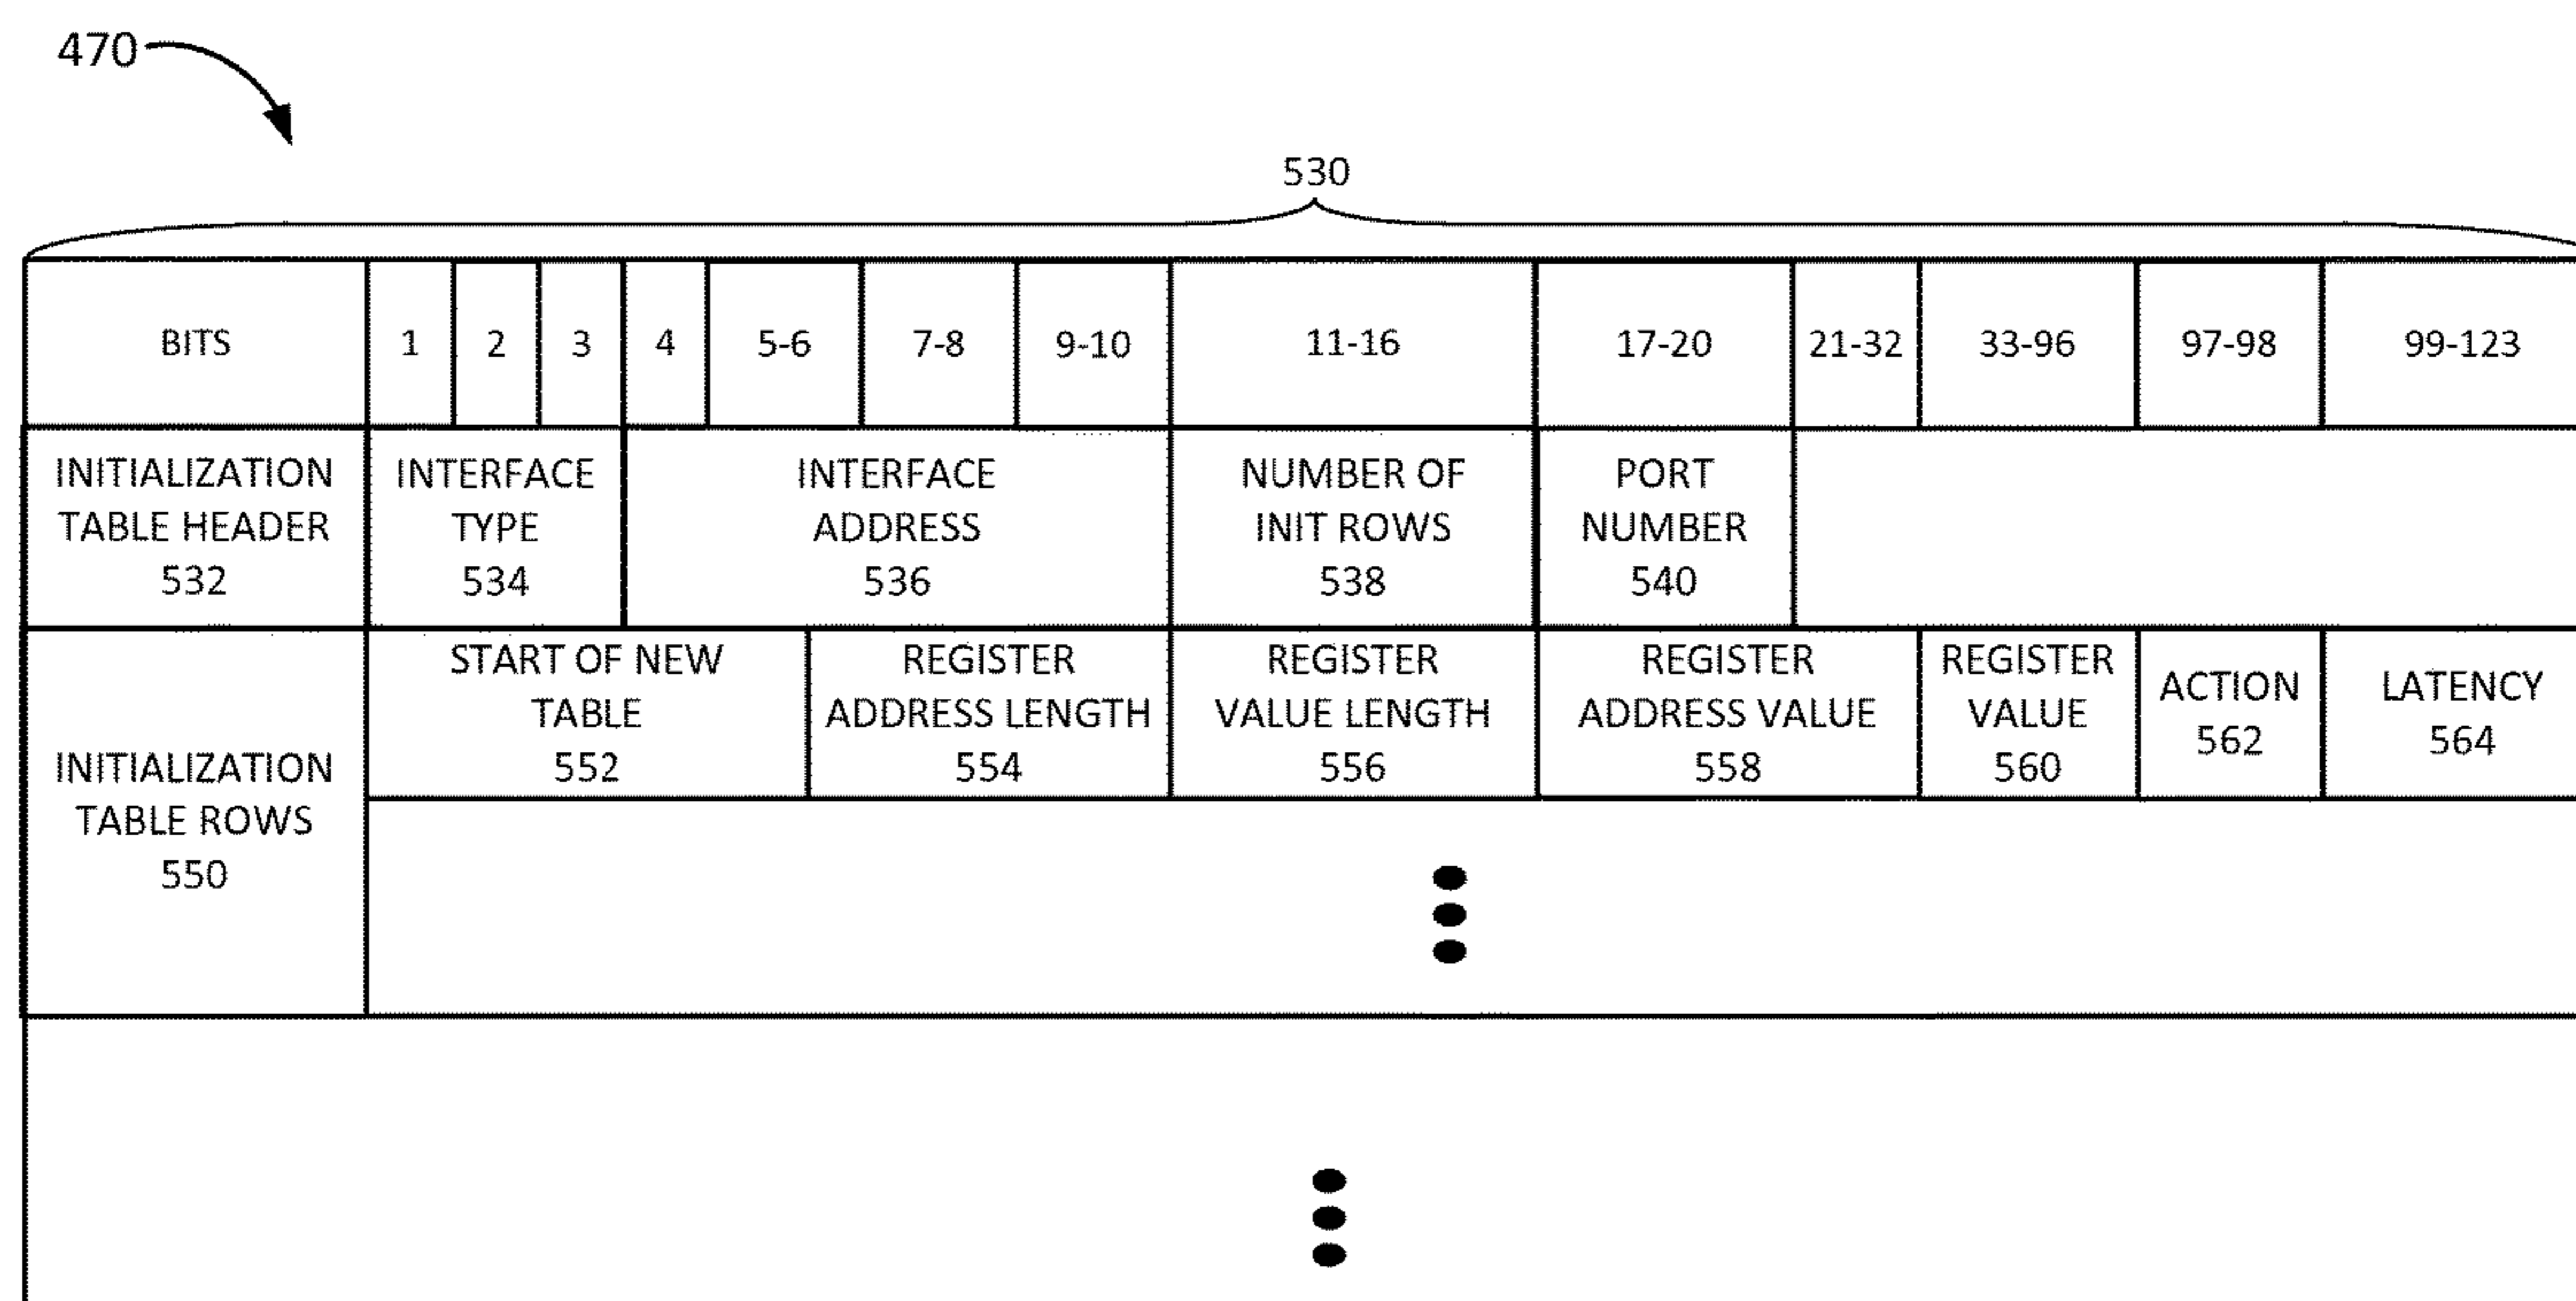 470
530
BITS 1 2 3 4 5-6 7-8 9-10 11-16 17-20 21-32 33-96 97-98 99-123
INITIALIZATION
TABLE HEADER
532
INTERFACE
TYPE
534
INTERFACE
ADDRESS
536
NUMBER OF
INIT ROWS
538
PORT
NUMBER
540
INITIALIZATION
TABLE ROWS
550
START OF NEW
TABLE
552
REGISTER
ADDRESS LENGTH
554
REGISTER
VALUE LENGTH
556
REGISTER
ADDRESS VALUE
558
REGISTER
VALUE
560
ACTION
562
LATENCY
564